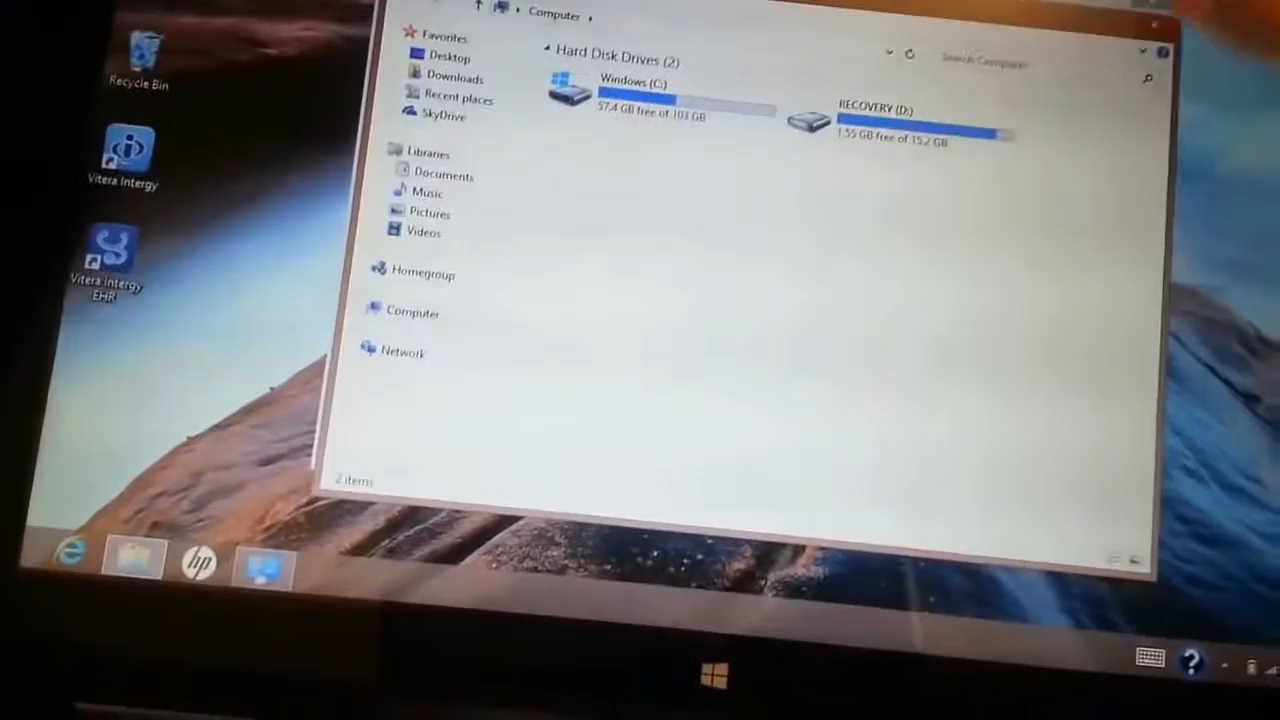 Computer
Search Computer
Recycle Bin
Vitera Intergy
Vitera Intergy
EHR
Favorites
Desktop
Downloads
Recent places
SkyDrive
Libraries
Documents
Music
Pictures
Videos
Homegroup
Computer
Network
Hard Disk Drives (2)
Windows (C:)
57.4 GB free of 103 GB
RECOVERY (D:)
1.55 GB free of 15.2 GB
2 items
hp
?